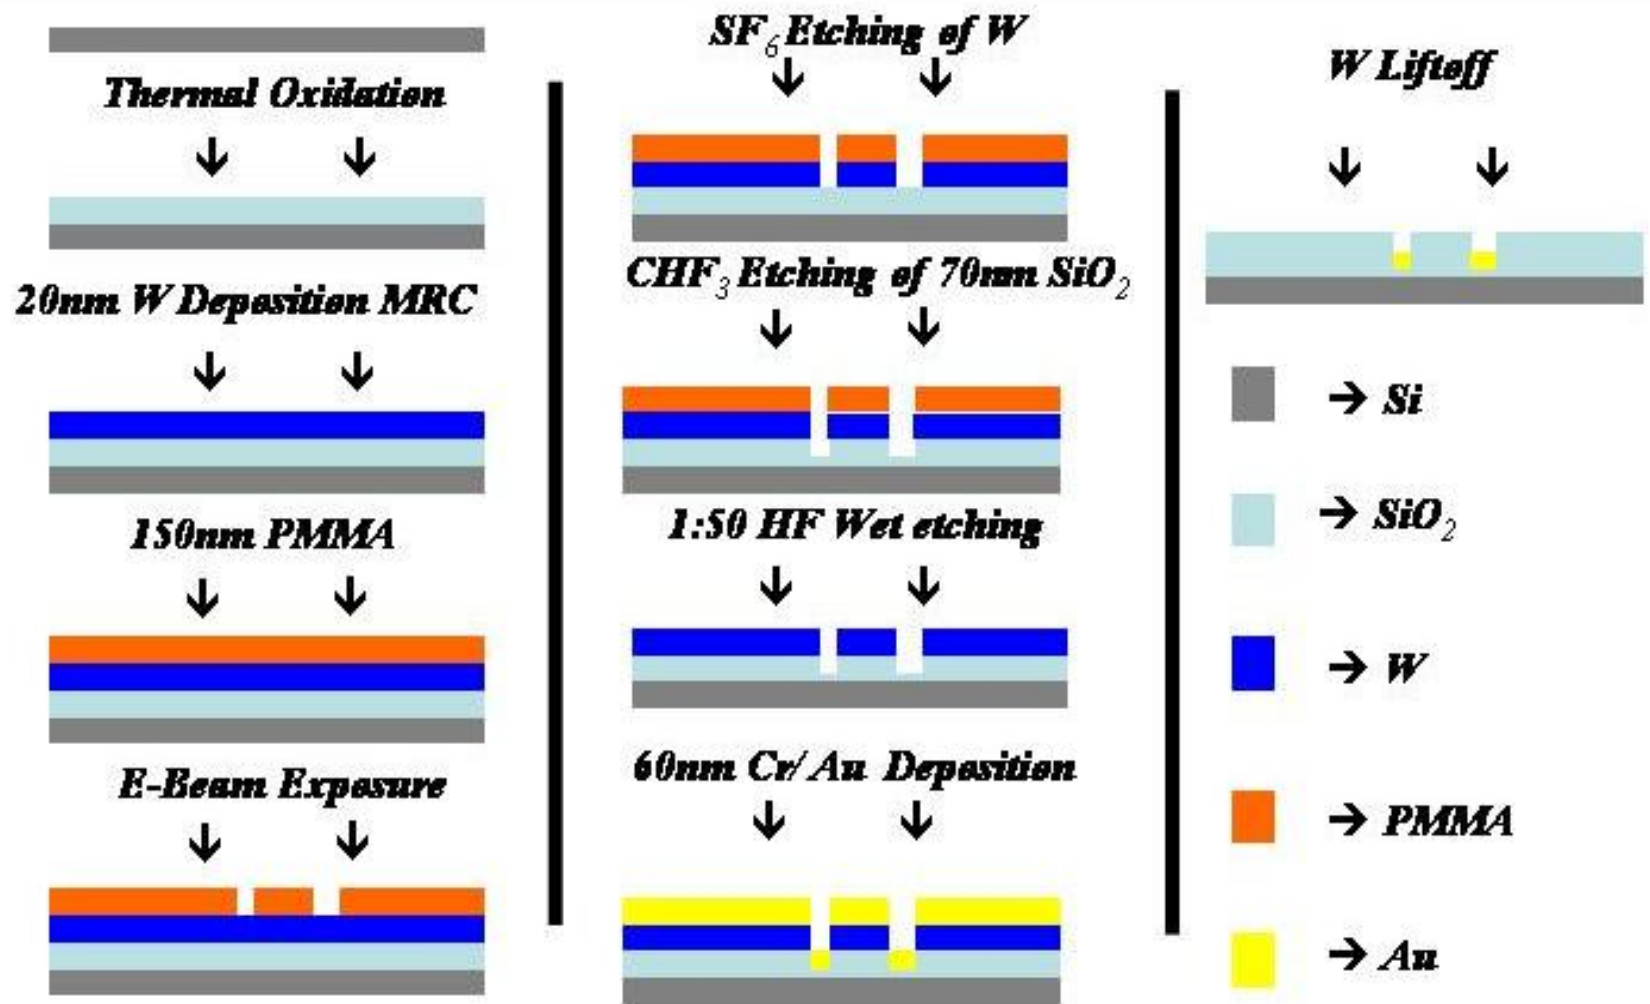 Thermal Oxidation
20nm W Deposition MRC
150nm PMMA
E-Beam Exposure
SF₆ Etching of W
CHF₃ Etching of 70nm SiO₂
1:50 HF Wet etching
60nm Cr/Au Deposition
W Liftoff
→ Si
→ SiO₂
→ W
→ PMMA
→ Au